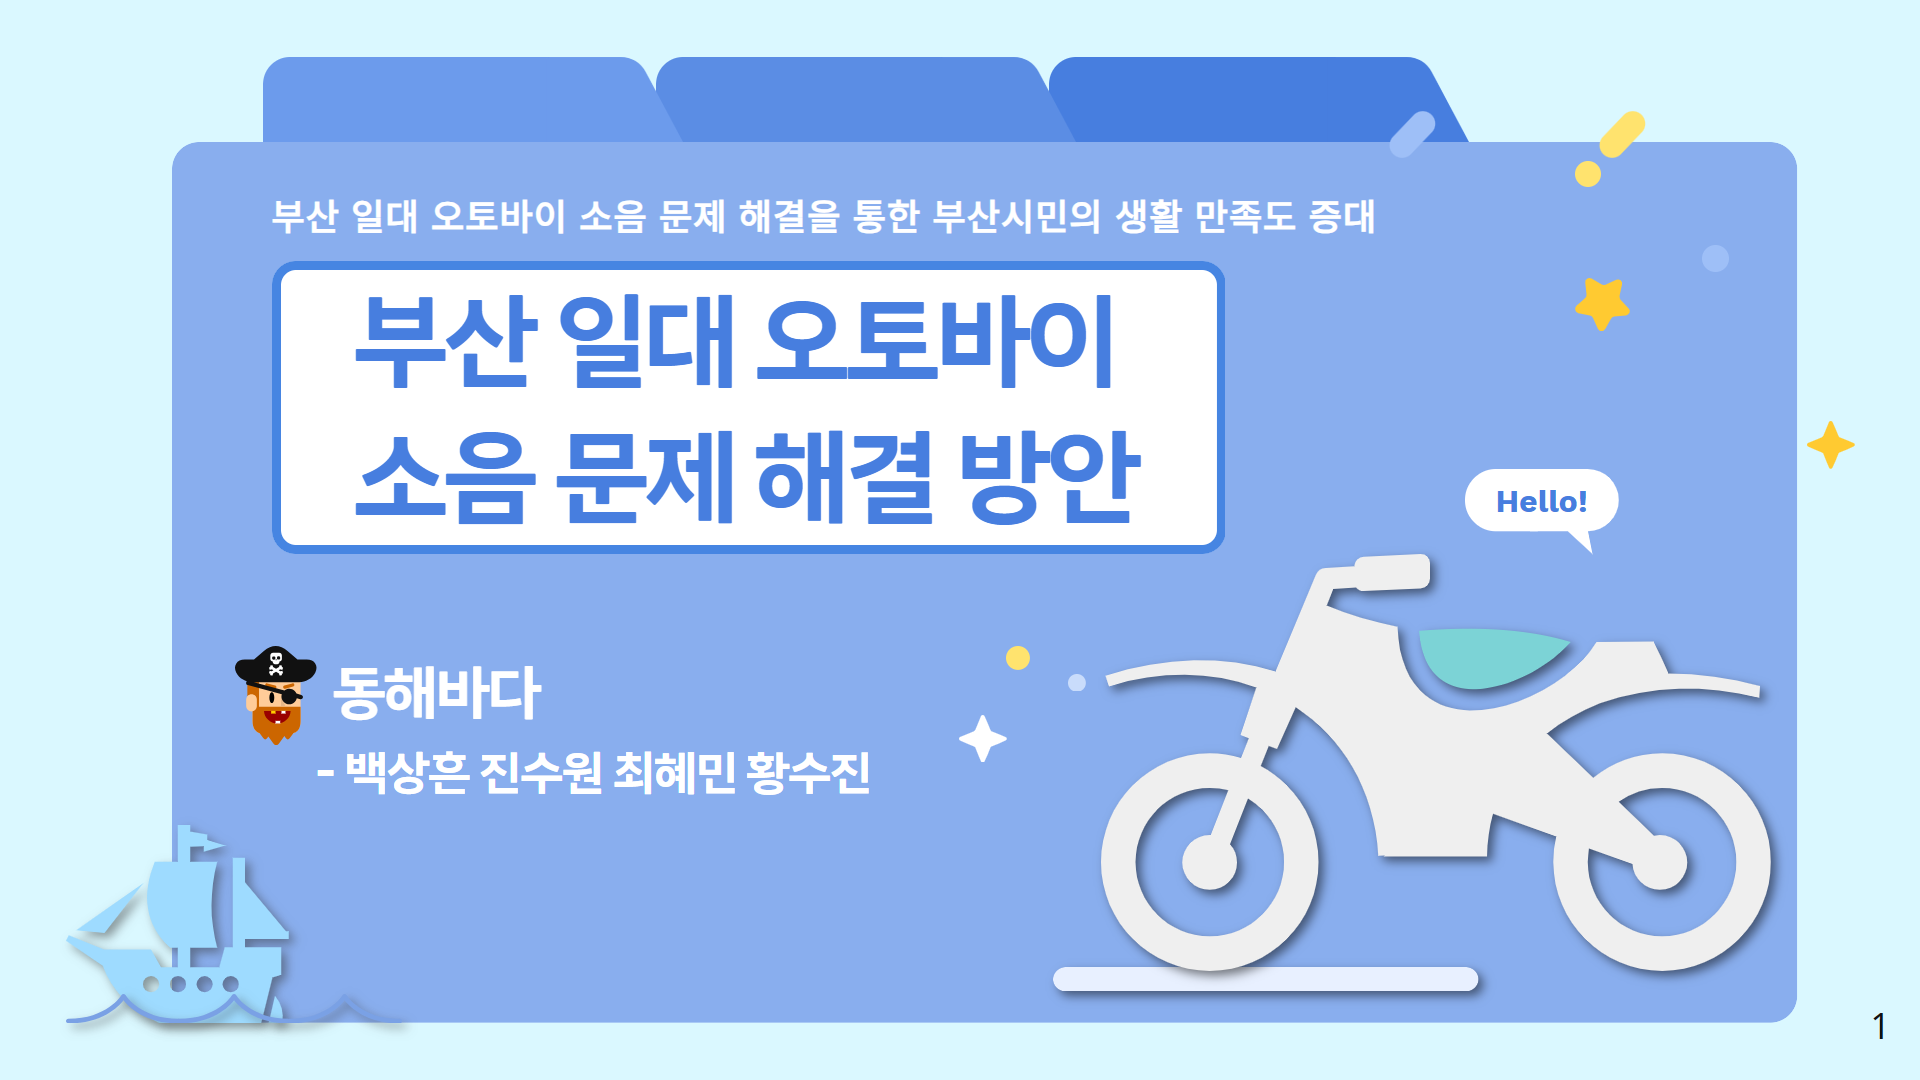 부산 일대 오토바이 소음 문제 해결을 통한 부산시민의 생활 만족도 증대
부산 일대 오토바이
소음 문제 해결 방안
Hello!
동해바다
- 백상흔 진수원 최혜민 황수진
1